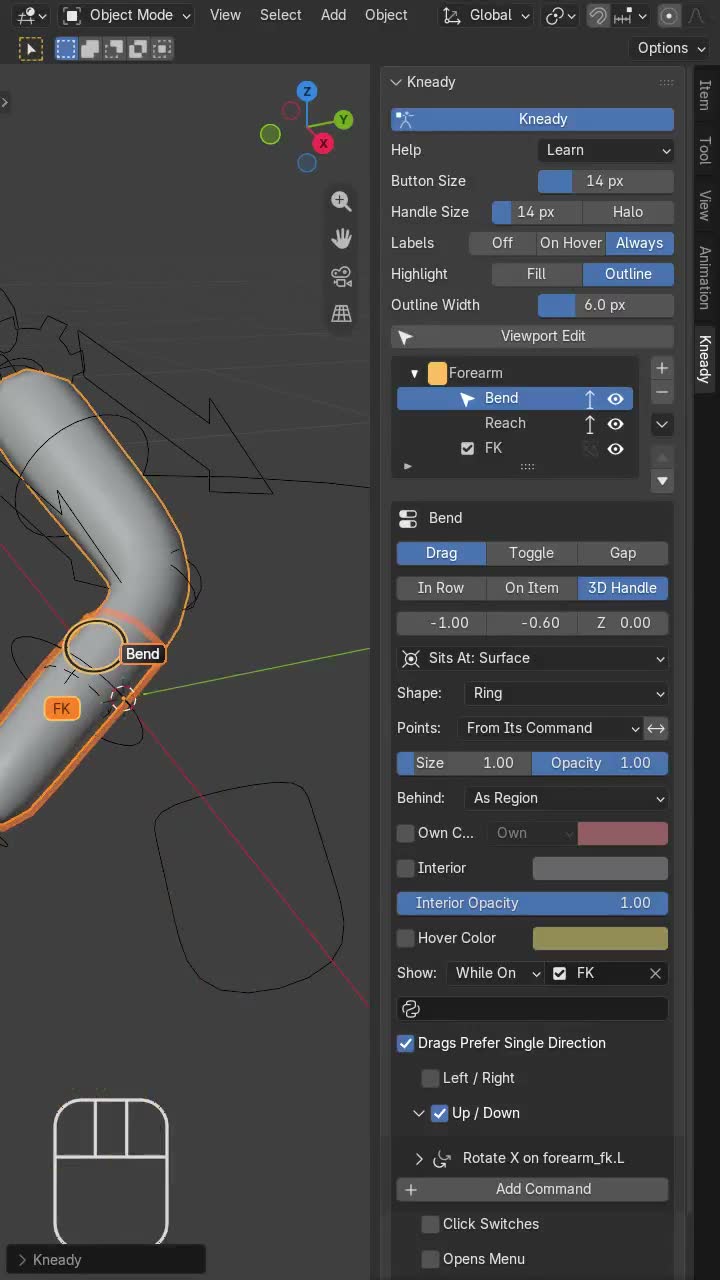 Object Mode View Select Add Object Global
Options
Kneady
Kneady
Help Learn
Button Size 14 px
Handle Size 14 px Halo
Labels Off On Hover Always
Highlight Fill Outline
Outline Width 6.0 px
Viewport Edit
Forearm
Bend
Reach
FK
Bend
Drag Toggle Gap
In Row On Item 3D Handle
-1.00 -0.60 Z 0.00
Sits At: Surface
Shape: Ring
Points: From Its Command
Size 1.00 Opacity 1.00
Behind: As Region
Own C... Own
Interior
Interior Opacity 1.00
Hover Color
Show: While On FK
Drags Prefer Single Direction
Left / Right
Up / Down
Rotate X on forearm_fk.L
Add Command
Click Switches
Opens Menu
Item
Tool
View
Animation
Kneady
Z
Y
X
Bend
FK
Kneady